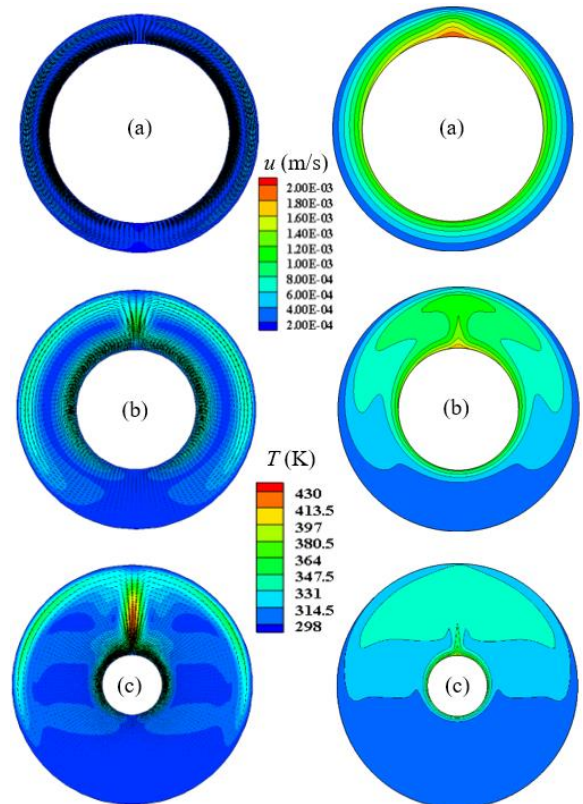 (a)
(a)
u (m/s)
2.00E-03
1.80E-03
1.60E-03
1.40E-03
1.20E-03
1.00E-03
8.00E-04
6.00E-04
4.00E-04
2.00E-04
(b)
(b)
T (K)
430
413.5
397
380.5
364
347.5
331
314.5
298
(c)
(c)